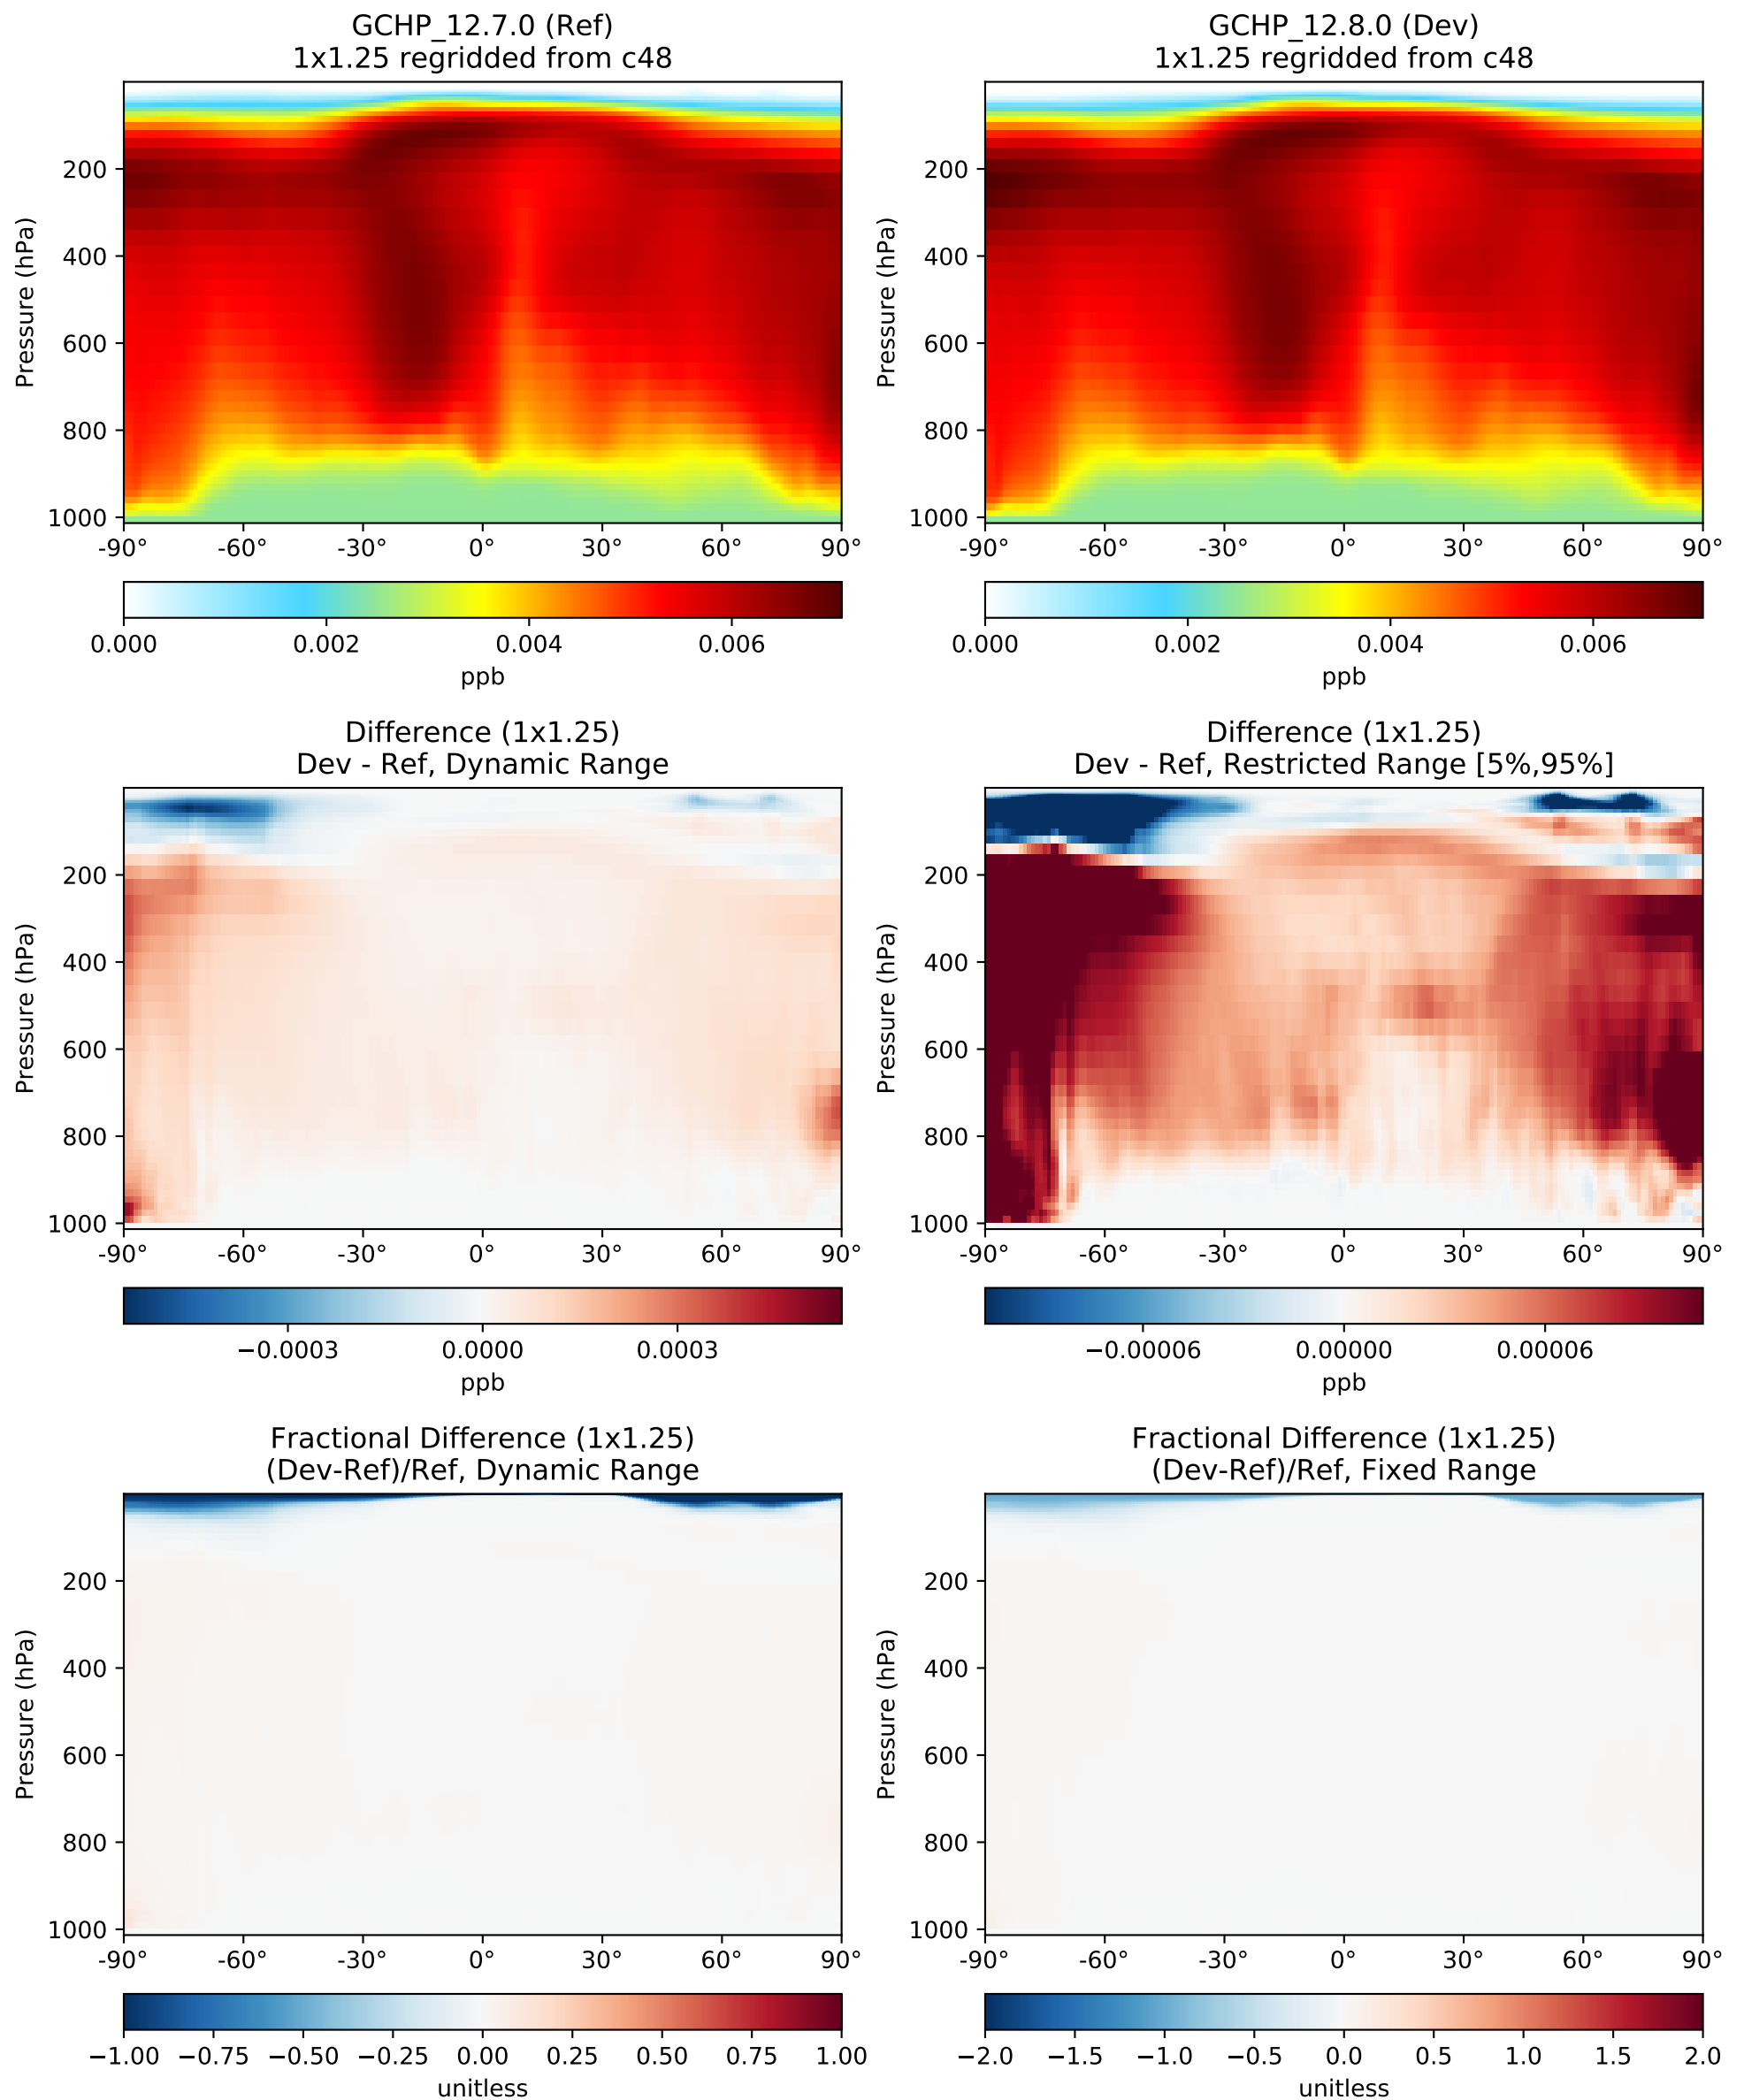 GCHP_12.7.0 (Ref)
1x1.25 regridded from c48
Pressure (hPa)
200
400
600
800
1000
-90° -60° -30° 0° 30° 60° 90°
0.000 0.002 0.004 0.006
ppb
GCHP_12.8.0 (Dev)
1x1.25 regridded from c48
Pressure (hPa)
200
400
600
800
1000
-90° -60° -30° 0° 30° 60° 90°
0.000 0.002 0.004 0.006
ppb
Difference (1x1.25)
Dev - Ref, Dynamic Range
Pressure (hPa)
200
400
600
800
1000
-90° -60° -30° 0° 30° 60° 90°
−0.0003 0.0000 0.0003
ppb
Difference (1x1.25)
Dev - Ref, Restricted Range [5%,95%]
Pressure (hPa)
200
400
600
800
1000
-90° -60° -30° 0° 30° 60° 90°
−0.00006 0.00000 0.00006
ppb
Fractional Difference (1x1.25)
(Dev-Ref)/Ref, Dynamic Range
Pressure (hPa)
200
400
600
800
1000
-90° -60° -30° 0° 30° 60° 90°
−1.00 −0.75 −0.50 −0.25 0.00 0.25 0.50 0.75 1.00
unitless
Fractional Difference (1x1.25)
(Dev-Ref)/Ref, Fixed Range
Pressure (hPa)
200
400
600
800
1000
-90° -60° -30° 0° 30° 60° 90°
−2.0 −1.5 −1.0 −0.5 0.0 0.5 1.0 1.5 2.0
unitless